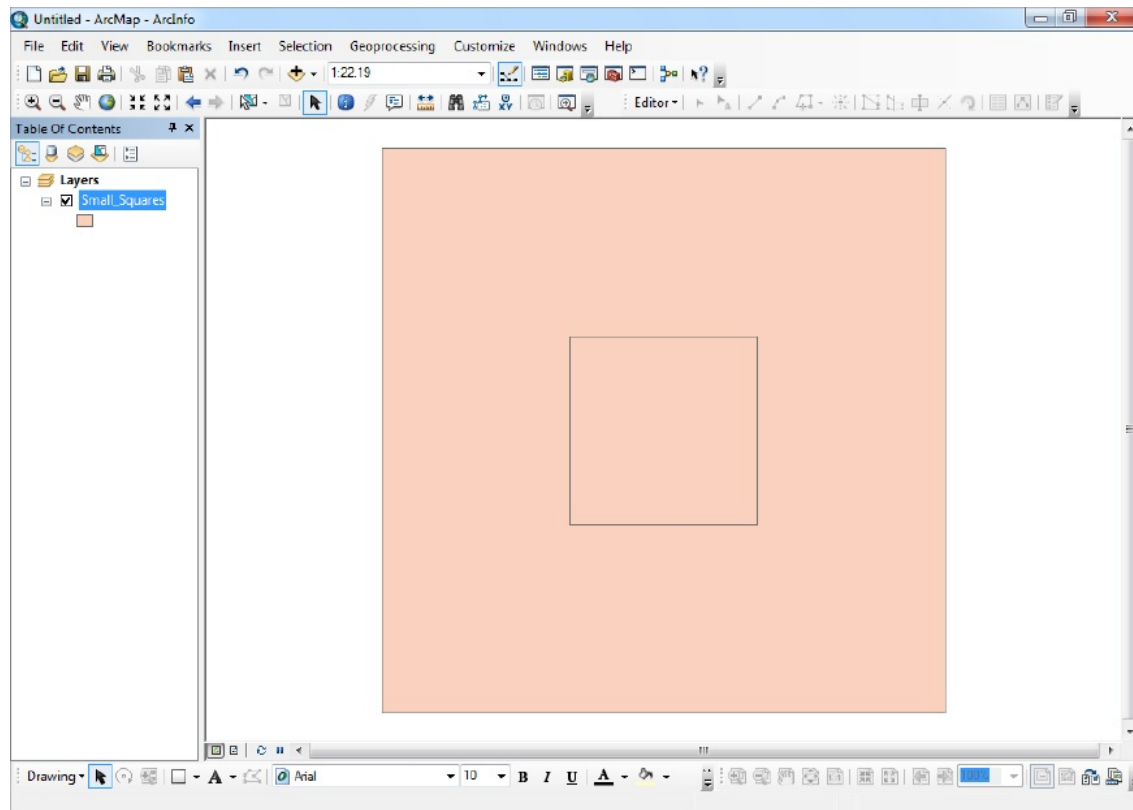 Untitled - ArcMap - ArcInfo
File Edit View Bookmarks Insert Selection Geoprocessing Customize Windows Help
1:22.19
Editor
Table Of Contents
Layers
Small_Squares
Drawing A Arial 10 B I U A 100%